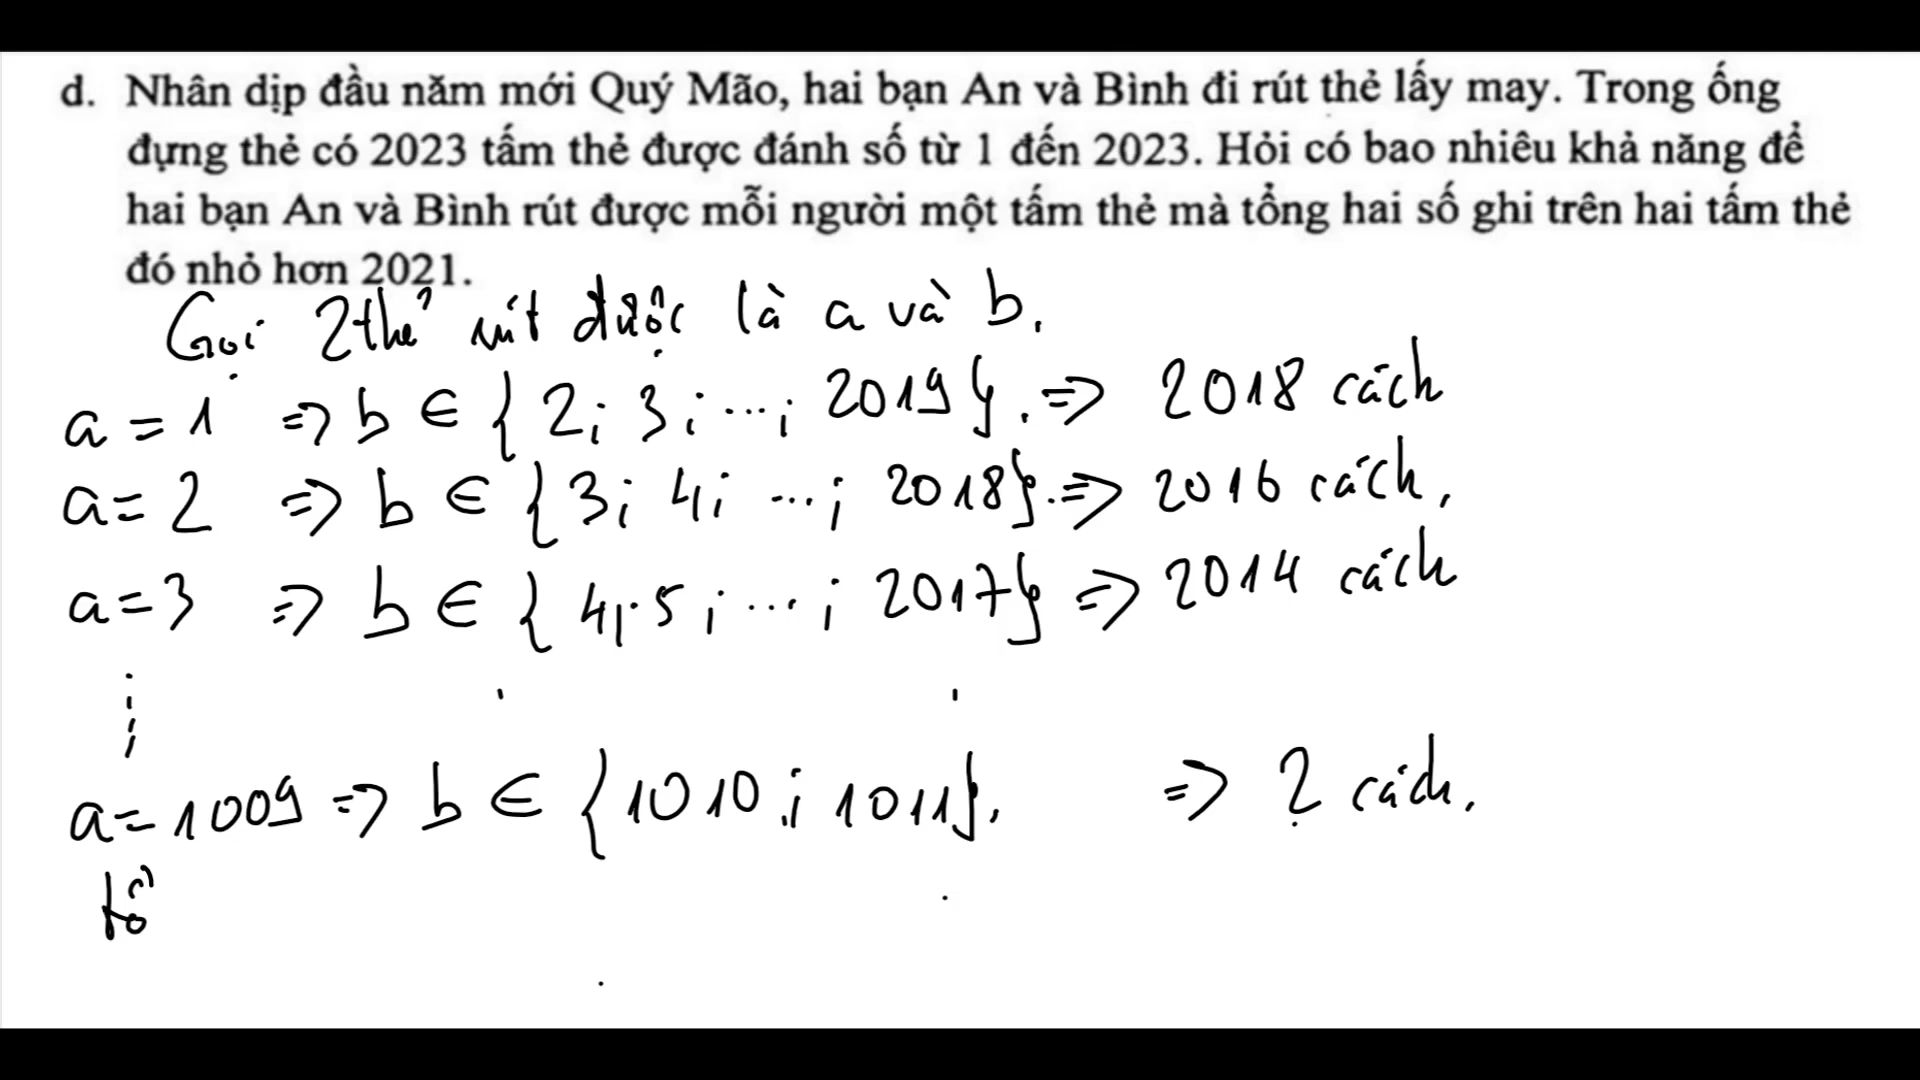 d. Nhân dịp đầu năm mới Quý Mão, hai bạn An và Bình đi rút thẻ lấy may. Trong ống
đựng thẻ có 2023 tấm thẻ được đánh số từ 1 đến 2023. Hỏi có bao nhiêu khả năng để
hai bạn An và Bình rút được mỗi người một tấm thẻ mà tổng hai số ghi trên hai tấm thẻ
đó nhỏ hơn 2021.
Gọi 2 thẻ rút được là a và b.
a = 1 => b ∈ {2; 3; ...; 2019}. => 2018 cách
a = 2 => b ∈ {3; 4; ...; 2018}. => 2016 cách.
a = 3 => b ∈ {4; 5; ...; 2017} => 2014 cách
⋮
a = 1009 => b ∈ {1010; 1011}. => 2 cách.
tổ